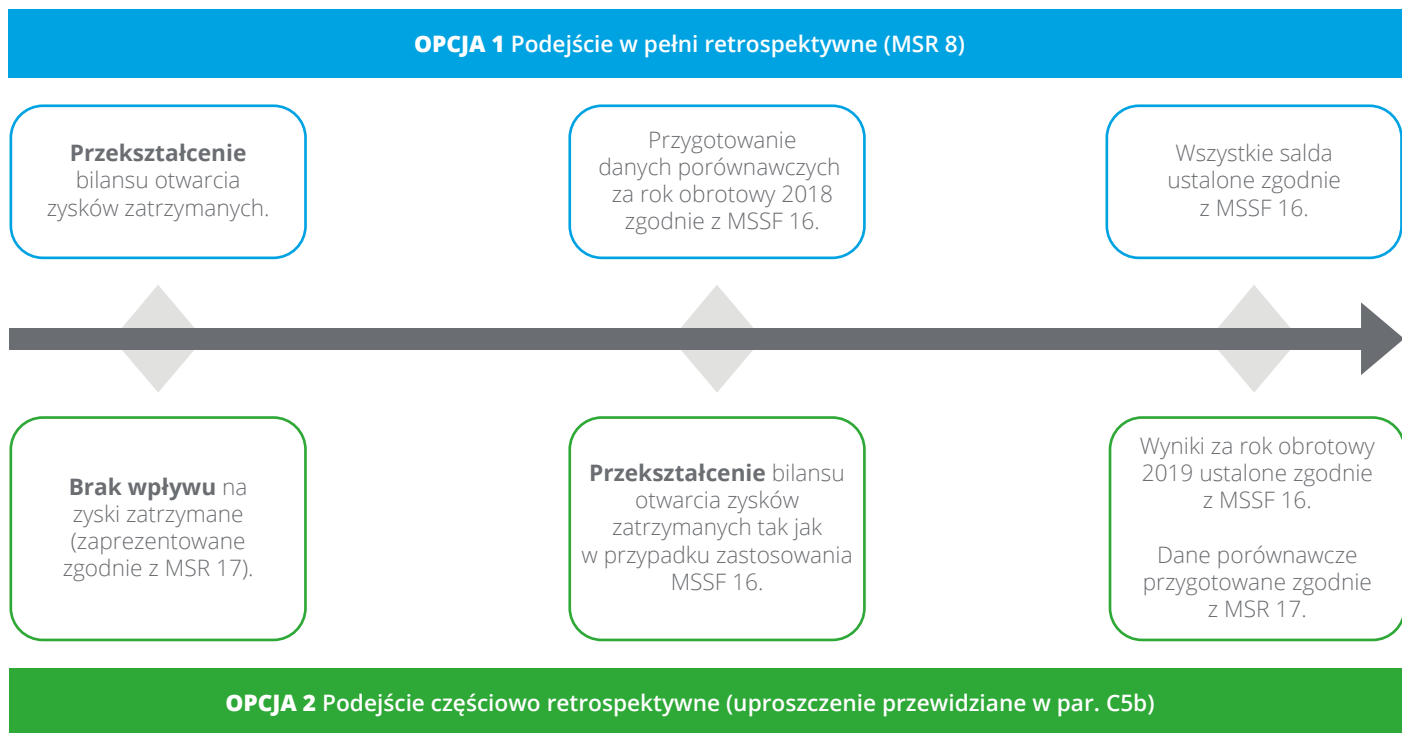 OPCJA 1 Podejście w pełni retrospektywne (MSR 8)
Przekształcenie
bilansu otwarcia
zysków zatrzymanych.
Przygotowanie
danych porównawczych
za rok obrotowy 2018
zgodnie z MSSF 16.
Wszystkie salda
ustalone zgodnie
z MSSF 16.
Brak wpływu na
zyski zatrzymane
(zaprezentowane
zgodnie z MSR 17).
Przekształcenie bilansu
otwarcia zysków
zatrzymanych tak jak
w przypadku zastosowania
MSSF 16.
Wyniki za rok obrotowy
2019 ustalone zgodnie
z MSSF 16.
Dane porównawcze
przygotowane zgodnie
z MSR 17.
OPCJA 2 Podejście częściowo retrospektywne (uproszczenie przewidziane w par. C5b)